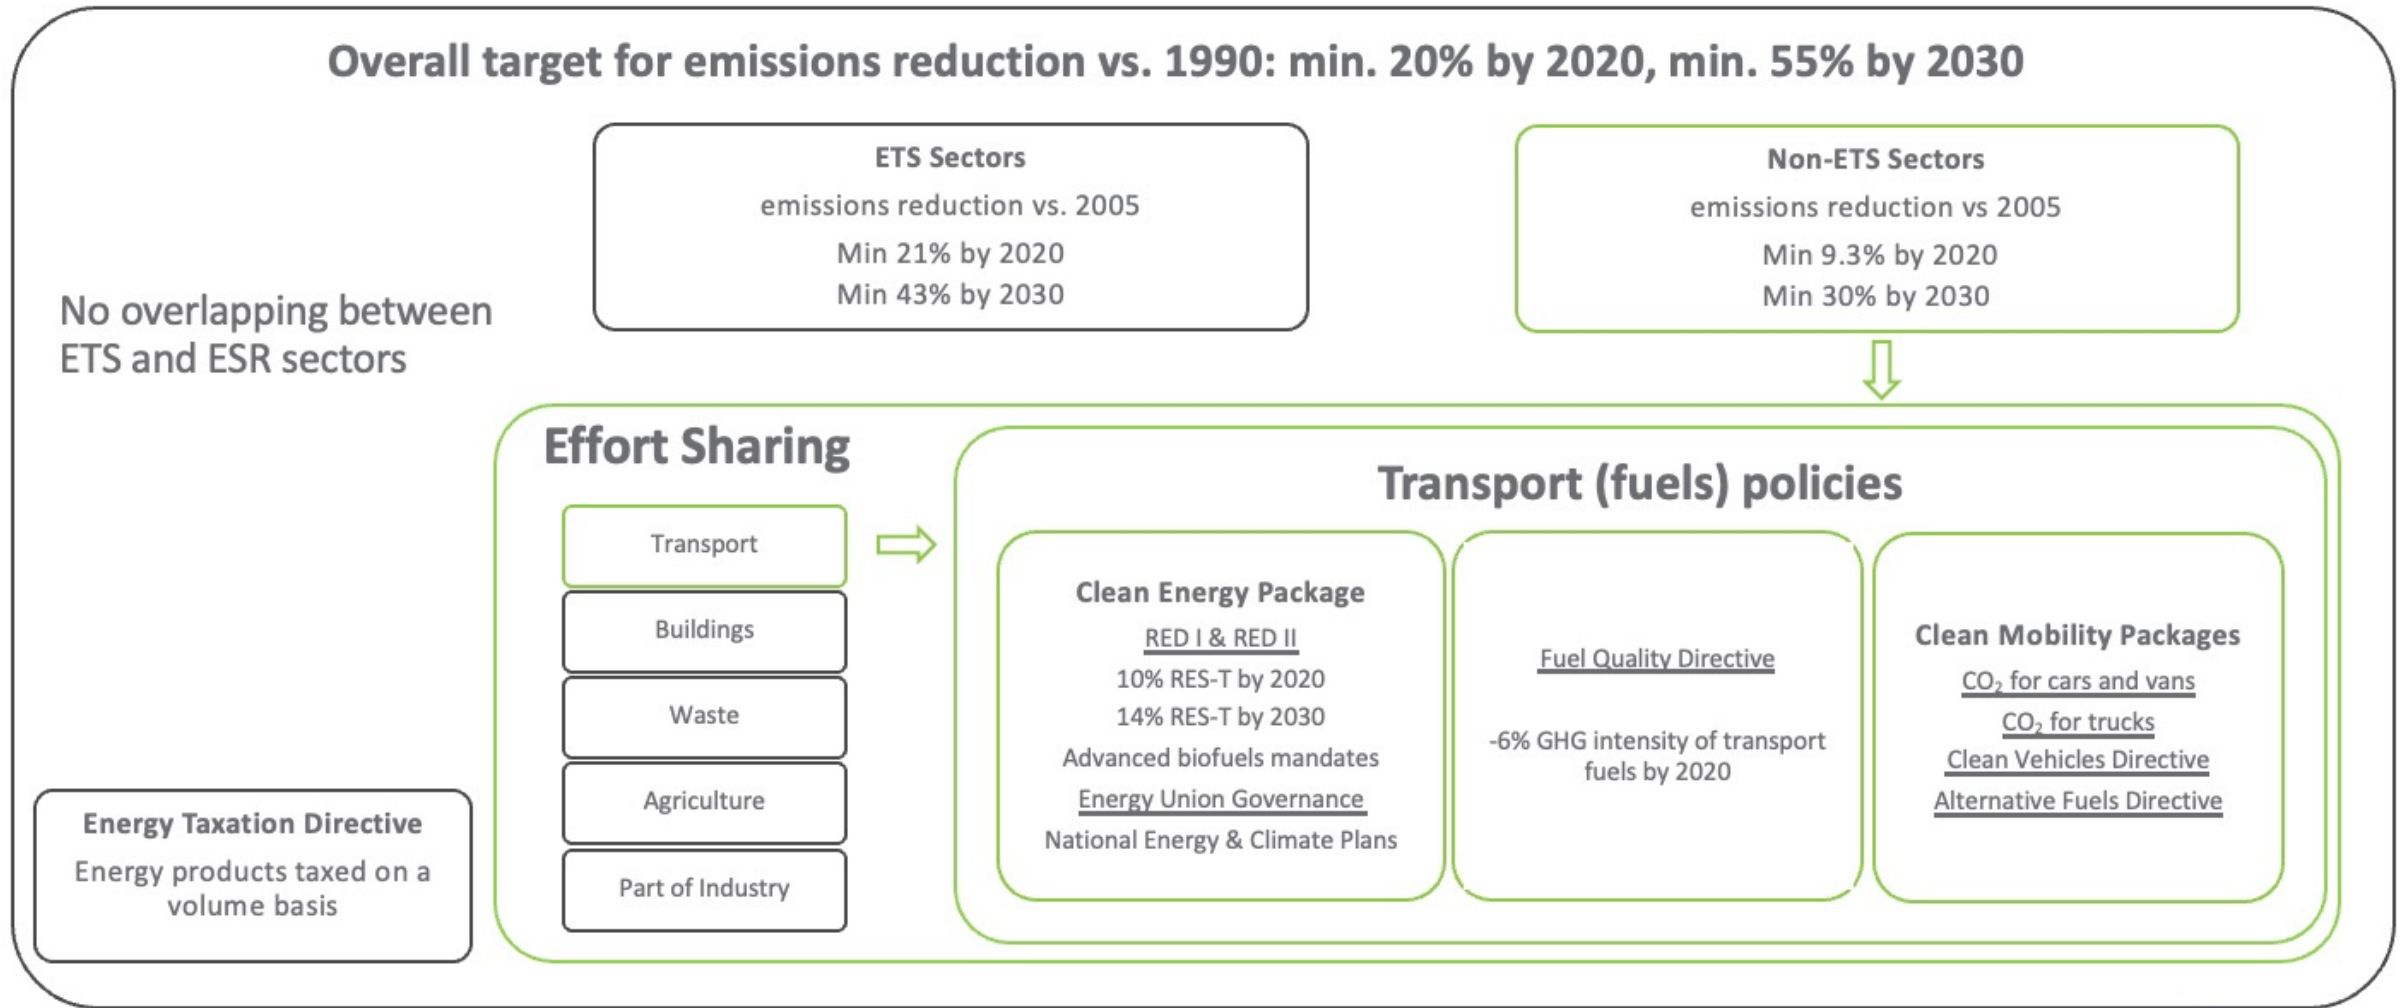 Overall target for emissions reduction vs. 1990: min. 20% by 2020, min. 55% by 2030
ETS Sectors
emissions reduction vs. 2005
Min 21% by 2020
Min 43% by 2030
Non-ETS Sectors
emissions reduction vs 2005
Min 9.3% by 2020
Min 30% by 2030
No overlapping between
ETS and ESR sectors
Effort Sharing
Transport
Buildings
Waste
Agriculture
Part of Industry
Transport (fuels) policies
Clean Energy Package
RED I & RED II
10% RES-T by 2020
14% RES-T by 2030
Advanced biofuels mandates
Energy Union Governance
National Energy & Climate Plans
Fuel Quality Directive
-6% GHG intensity of transport
fuels by 2020
Clean Mobility Packages
CO₂ for cars and vans
CO₂ for trucks
Clean Vehicles Directive
Alternative Fuels Directive
Energy Taxation Directive
Energy products taxed on a
volume basis